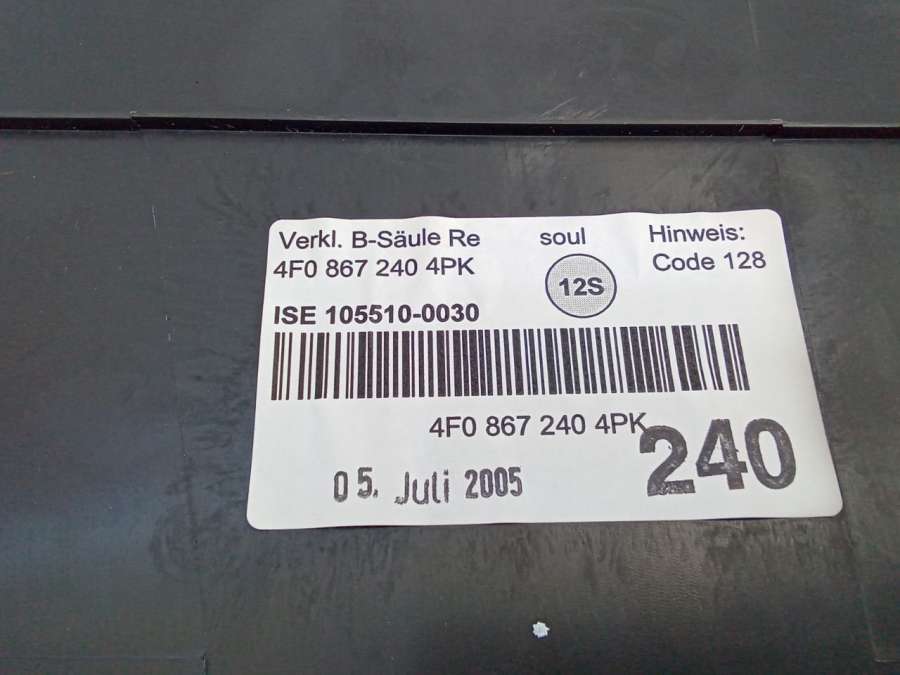 Verkl. B-Säule Re soul Hinweis:
4F0 867 240 4PK 12S Code 128
ISE 105510-0030
4F0 867 240 4PK
240
05. Juli 2005